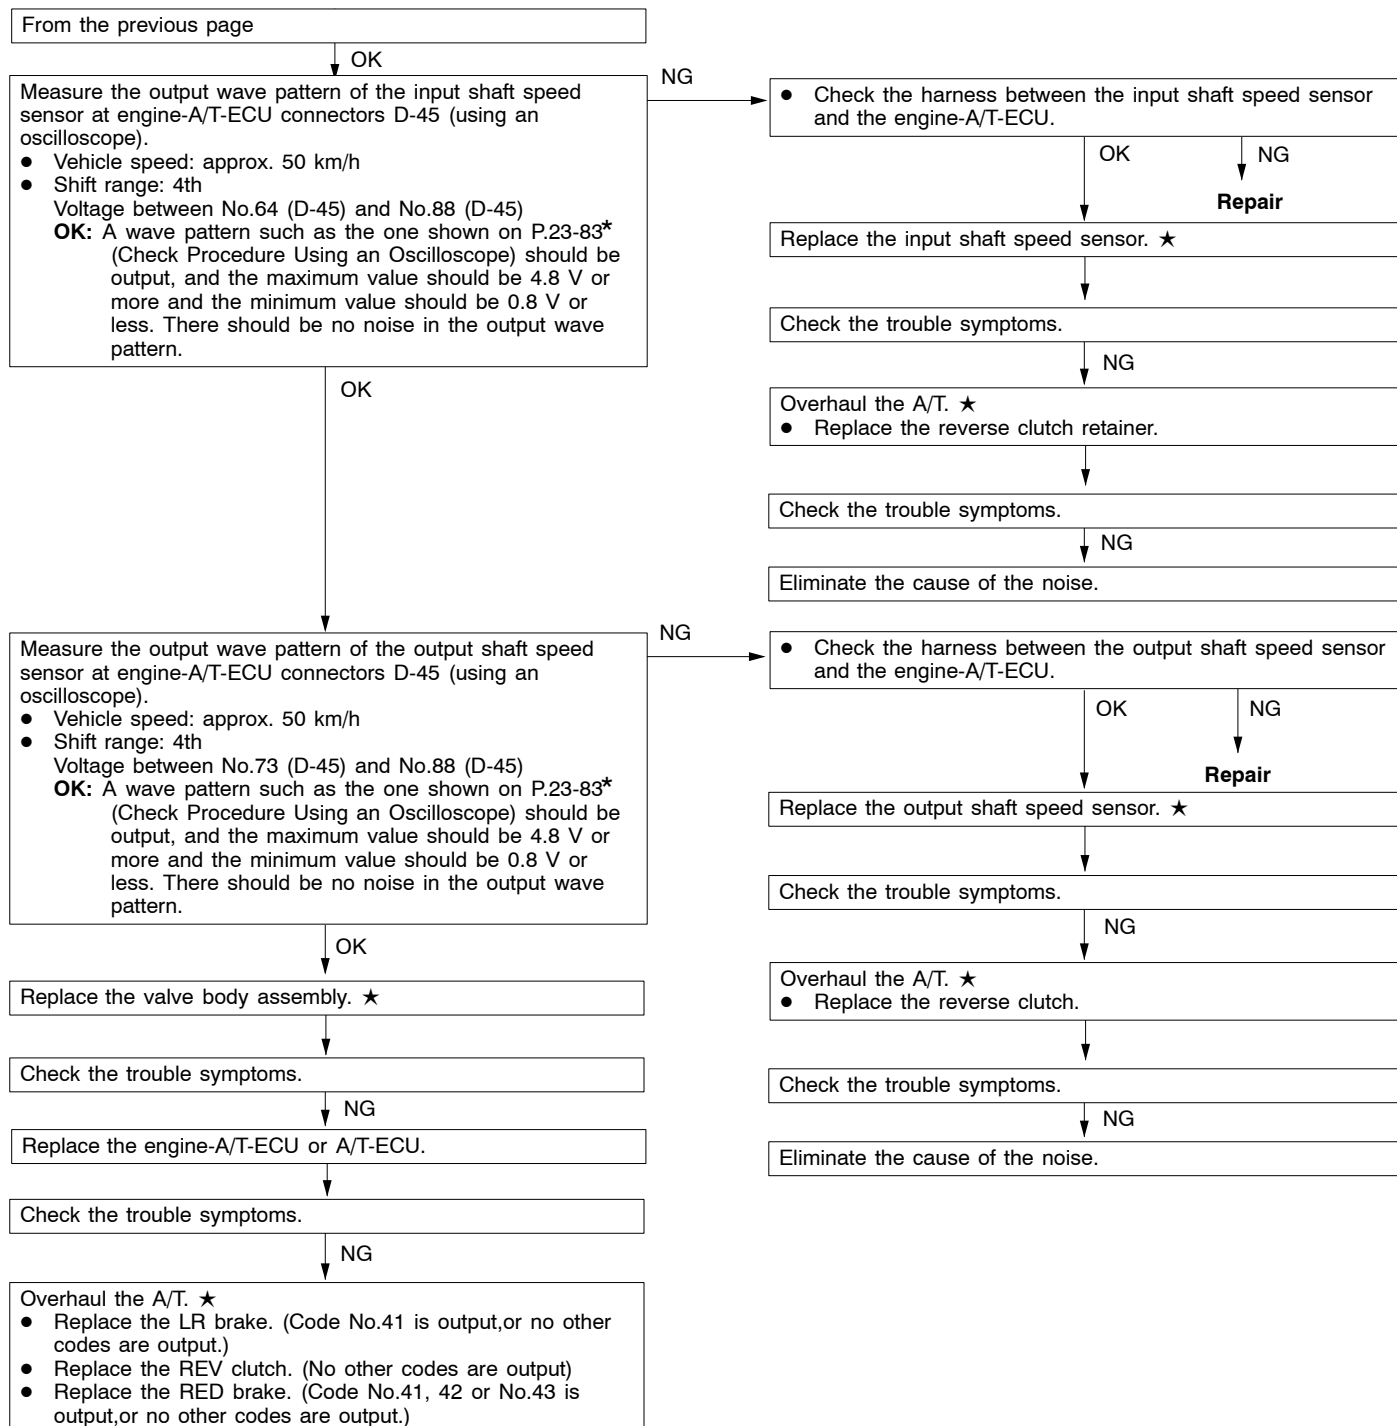 From the previous page
OK
Measure the output wave pattern of the input shaft speed
sensor at engine-A/T-ECU connectors D-45 (using an
oscilloscope).
● Vehicle speed: approx. 50 km/h
● Shift range: 4th
Voltage between No.64 (D-45) and No.88 (D-45)
OK: A wave pattern such as the one shown on P.23-83*
(Check Procedure Using an Oscilloscope) should be
output, and the maximum value should be 4.8 V or
more and the minimum value should be 0.8 V or
less. There should be no noise in the output wave
pattern.
NG
● Check the harness between the input shaft speed sensor
and the engine-A/T-ECU.
OK
NG
Repair
Replace the input shaft speed sensor. ★
Check the trouble symptoms.
NG
Overhaul the A/T. ★
● Replace the reverse clutch retainer.
Check the trouble symptoms.
NG
Eliminate the cause of the noise.
OK
Measure the output wave pattern of the output shaft speed
sensor at engine-A/T-ECU connectors D-45 (using an
oscilloscope).
● Vehicle speed: approx. 50 km/h
● Shift range: 4th
Voltage between No.73 (D-45) and No.88 (D-45)
OK: A wave pattern such as the one shown on P.23-83*
(Check Procedure Using an Oscilloscope) should be
output, and the maximum value should be 4.8 V or
more and the minimum value should be 0.8 V or
less. There should be no noise in the output wave
pattern.
NG
● Check the harness between the output shaft speed sensor
and the engine-A/T-ECU.
OK
NG
Repair
Replace the output shaft speed sensor. ★
Check the trouble symptoms.
NG
Overhaul the A/T. ★
● Replace the reverse clutch.
Check the trouble symptoms.
NG
Eliminate the cause of the noise.
OK
Replace the valve body assembly. ★
Check the trouble symptoms.
NG
Replace the engine-A/T-ECU or A/T-ECU.
Check the trouble symptoms.
NG
Overhaul the A/T. ★
● Replace the LR brake. (Code No.41 is output,or no other
codes are output.)
● Replace the REV clutch. (No other codes are output)
● Replace the RED brake. (Code No.41, 42 or No.43 is
output,or no other codes are output.)